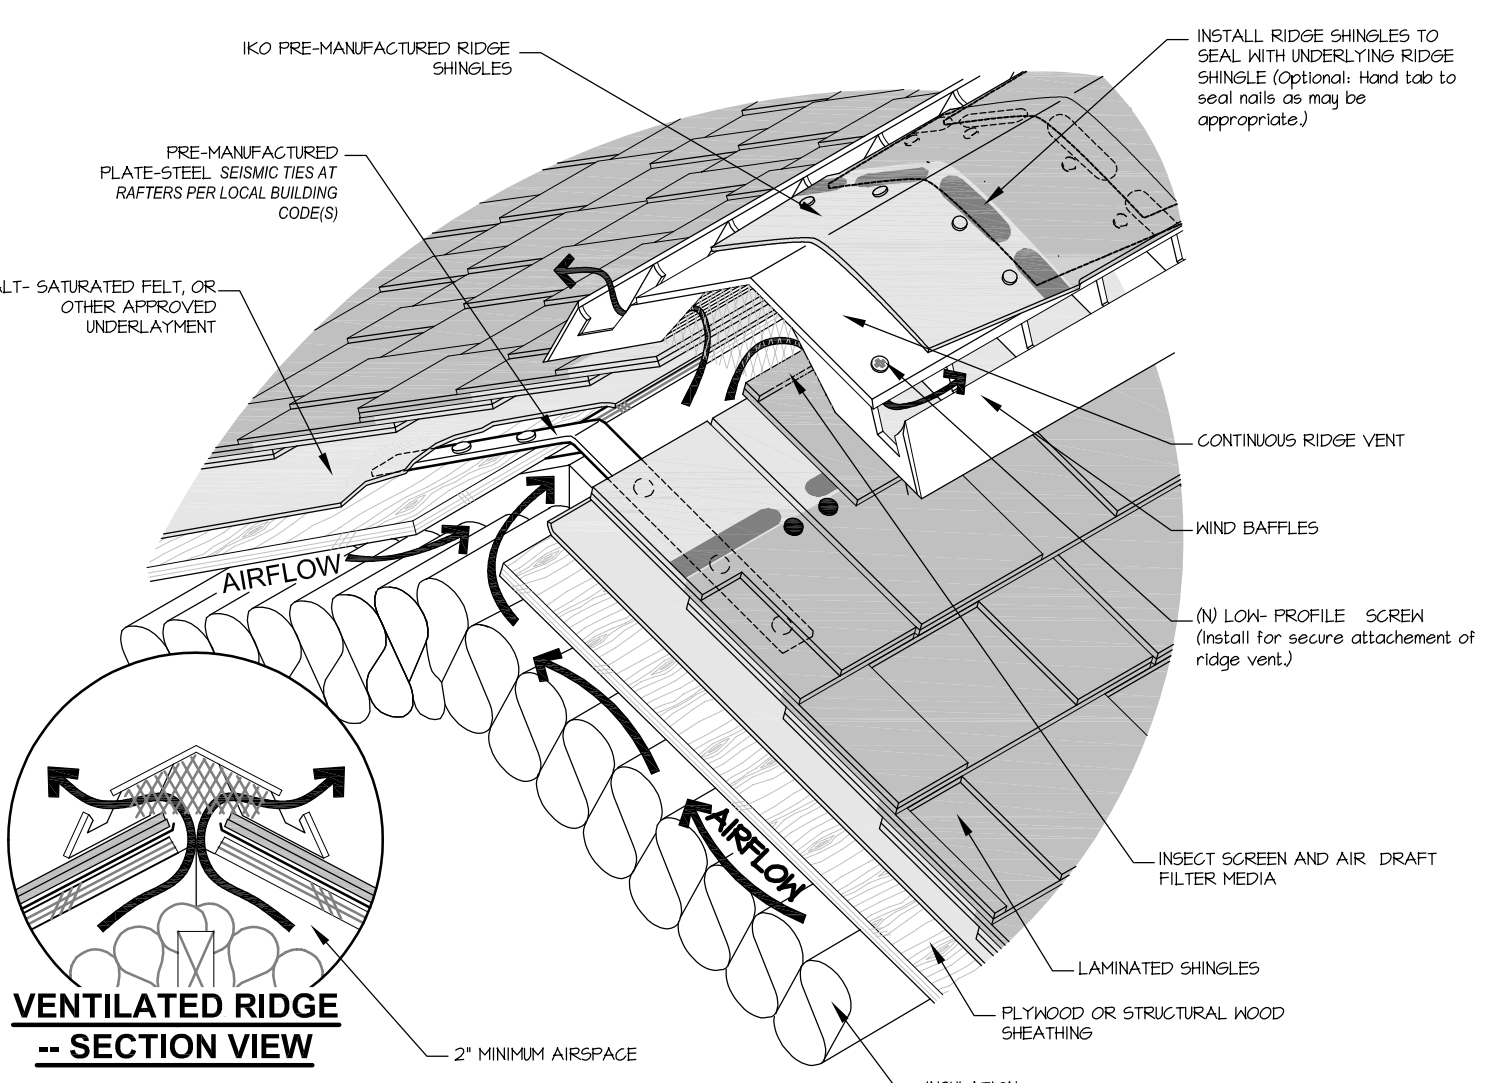 IKO PRE-MANUFACTURED RIDGE
SHINGLES
INSTALL RIDGE SHINGLES TO
SEAL WITH UNDERLYING RIDGE
SHINGLE (Optional: Hand tab to
seal nails as may be
appropriate.)
PRE-MANUFACTURED
PLATE-STEEL SEISMIC TIES AT
RAFTERS PER LOCAL BUILDING
CODE(S)
SATURATED FELT, OR
OTHER APPROVED
UNDERLAYMENT
CONTINUOUS RIDGE VENT
WIND BAFFLES
AIRFLOW
(N) LOW- PROFILE SCREW
(Install for secure attachement of
ridge vent.)
AIRFLOW
INSECT SCREEN AND AIR DRAFT
FILTER MEDIA
LAMINATED SHINGLES
PLYWOOD OR STRUCTURAL WOOD
SHEATHING
VENTILATED RIDGE
-- SECTION VIEW
2" MINIMUM AIRSPACE